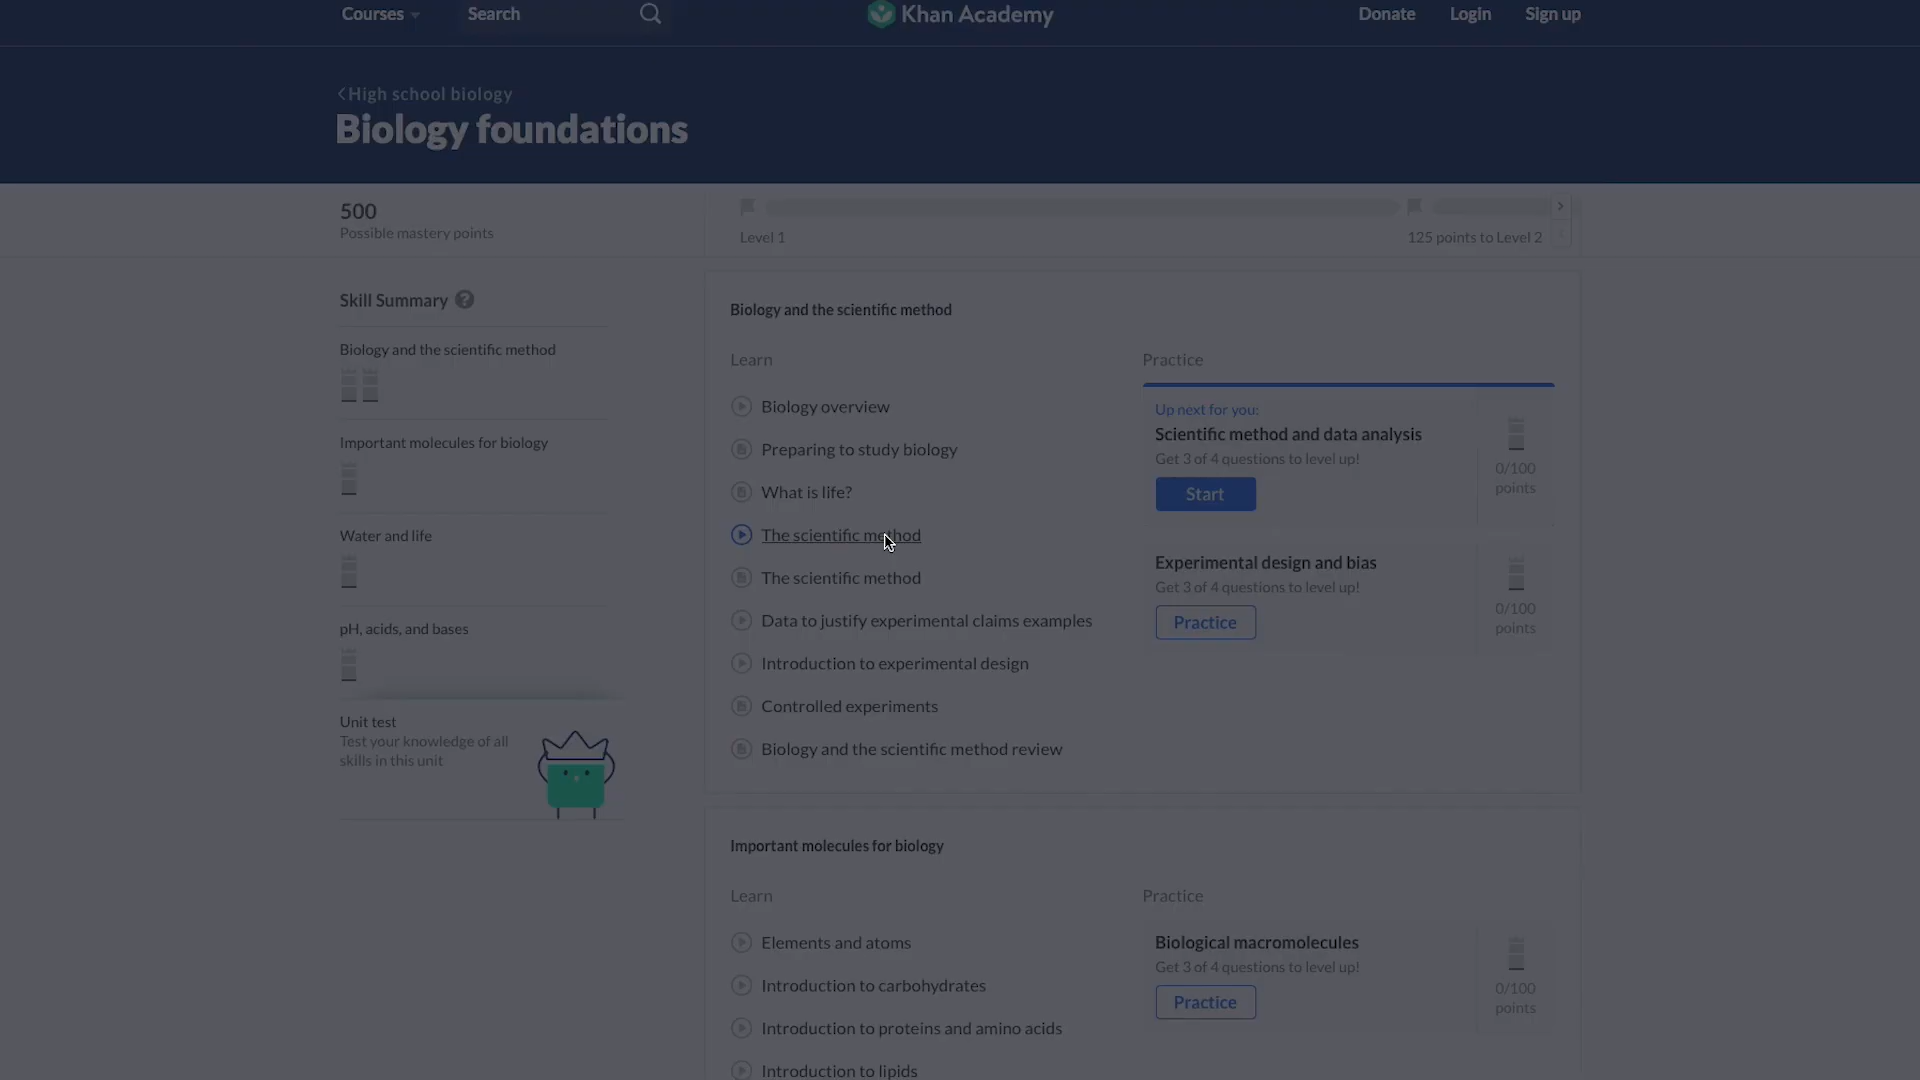 Courses
Search
Khan Academy
Donate
Login
Sign up
<High school biology
Biology foundations
500
Possible mastery points
Level 1
125 points to Level 2
Skill Summary ?
Biology and the scientific method
Important molecules for biology
Water and life
pH, acids, and bases
Unit test
Test your knowledge of all
skills in this unit
Biology and the scientific method
Learn
Biology overview
Preparing to study biology
What is life?
The scientific method
The scientific method
Data to justify experimental claims examples
Introduction to experimental design
Controlled experiments
Biology and the scientific method review
Practice
Up next for you:
Scientific method and data analysis
Get 3 of 4 questions to level up!
Start
0/100
points
Experimental design and bias
Get 3 of 4 questions to level up!
Practice
0/100
points
Important molecules for biology
Learn
Elements and atoms
Introduction to carbohydrates
Introduction to proteins and amino acids
Introduction to lipids
Practice
Biological macromolecules
Get 3 of 4 questions to level up!
Practice
0/100
points